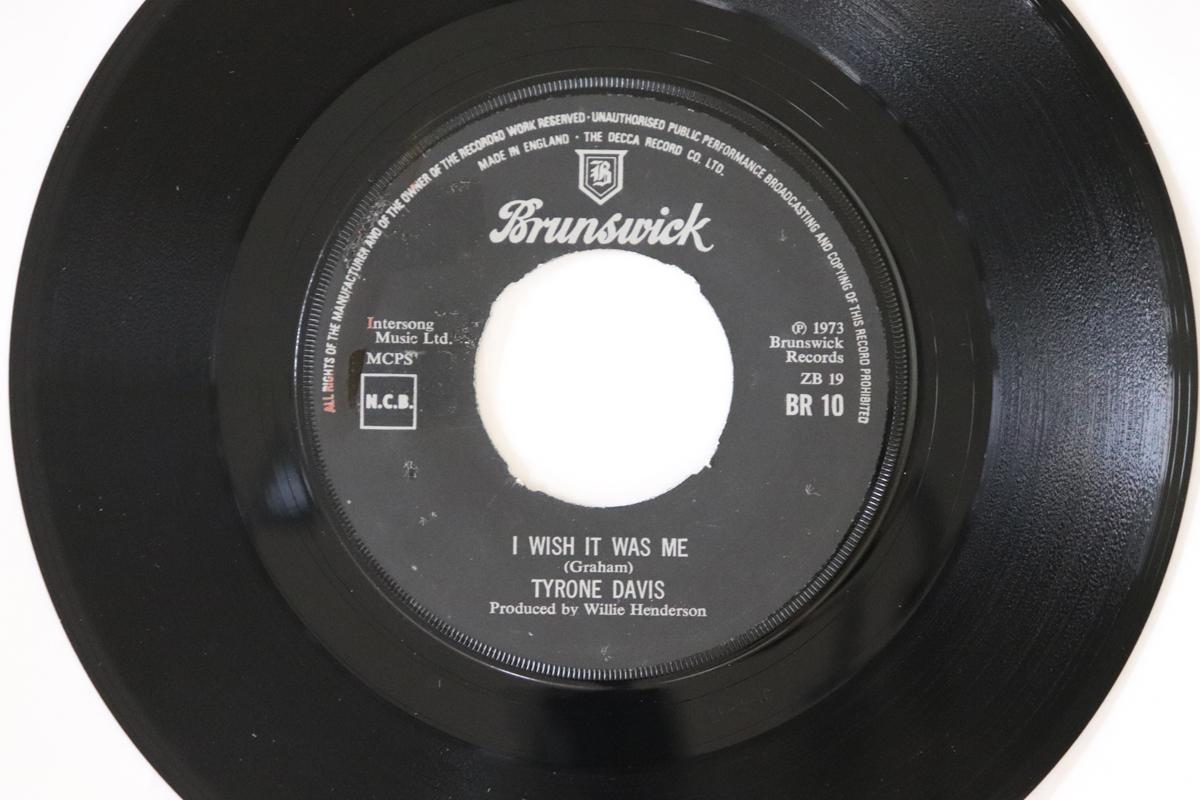 ALL RIGHTS OF THE MANUFACTURER AND OF THE OWNER OF THE RECORDED WORK RESERVED · UNAUTHORISED PUBLIC PERFORMANCE BROADCASTING AND COPYING OF THIS RECORD PROHIBITED
MADE IN ENGLAND · THE DECCA RECORD CO. LTD.
B
Brunswick
Intersong
Music Ltd.
MCPS
N.C.B.
℗ 1973
Brunswick
Records
ZB 19
BR 10
I WISH IT WAS ME
(Graham)
TYRONE DAVIS
Produced by Willie Henderson